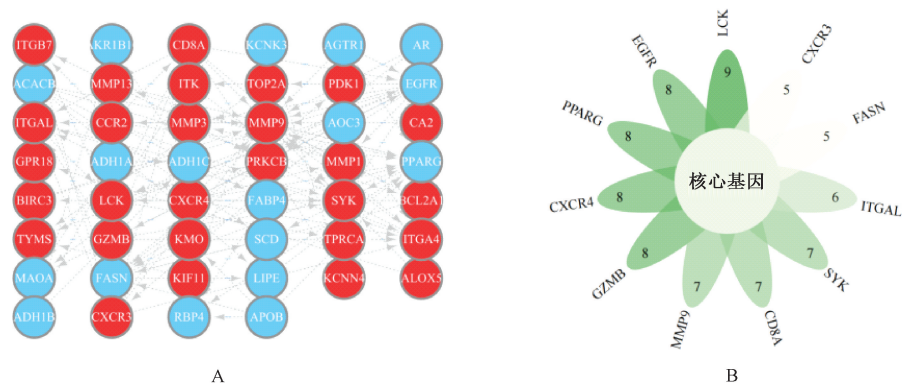 ITGB7 AKR1B1 CD8A KCNK3 AGTR1 AR
ACACB MMP13 ITK TOP2A PDK1 EGFR
ITGAL CCR2 MMP3 MMP9 AOC3 CA2
GPR18 ADH1A ADH1C PRKCB MMP1 PPARG
BIRC3 LCK CXCR4 FABP4 SYK BCL2A1
TYMS GZMB KMO SCD TPRCA ITGA4
MAOA FASN KIF11 LIPE KCNN4 ALOX5
ADH1B CXCR3 RBP4 APOB
A
LCK
9
CXCR3
5
FASN
5
ITGAL
6
SYK
7
CD8A
7
MMP9
7
GZMB
8
CXCR4
8
PPARG
8
EGFR
8
核心基因
B